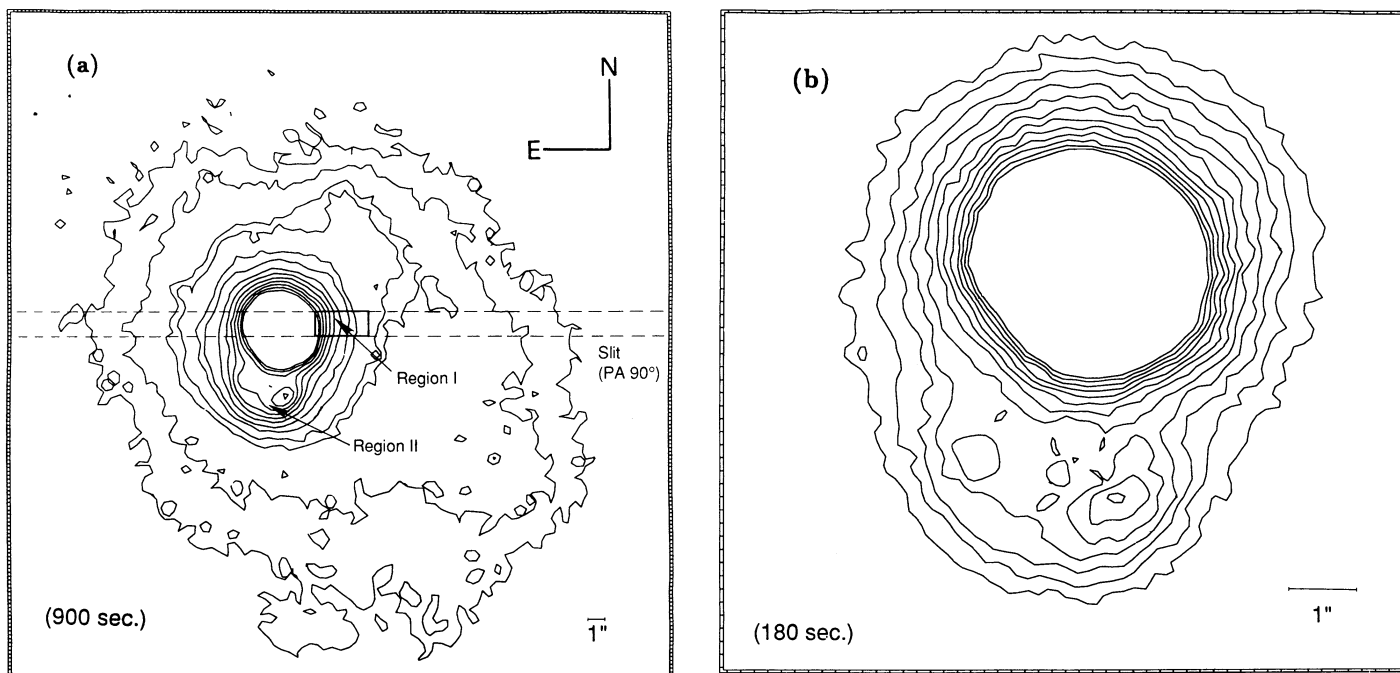 (a)
N
E
Slit
(PA 90°)
Region I
Region II
(900 sec.)
1"
(b)
(180 sec.)
1"